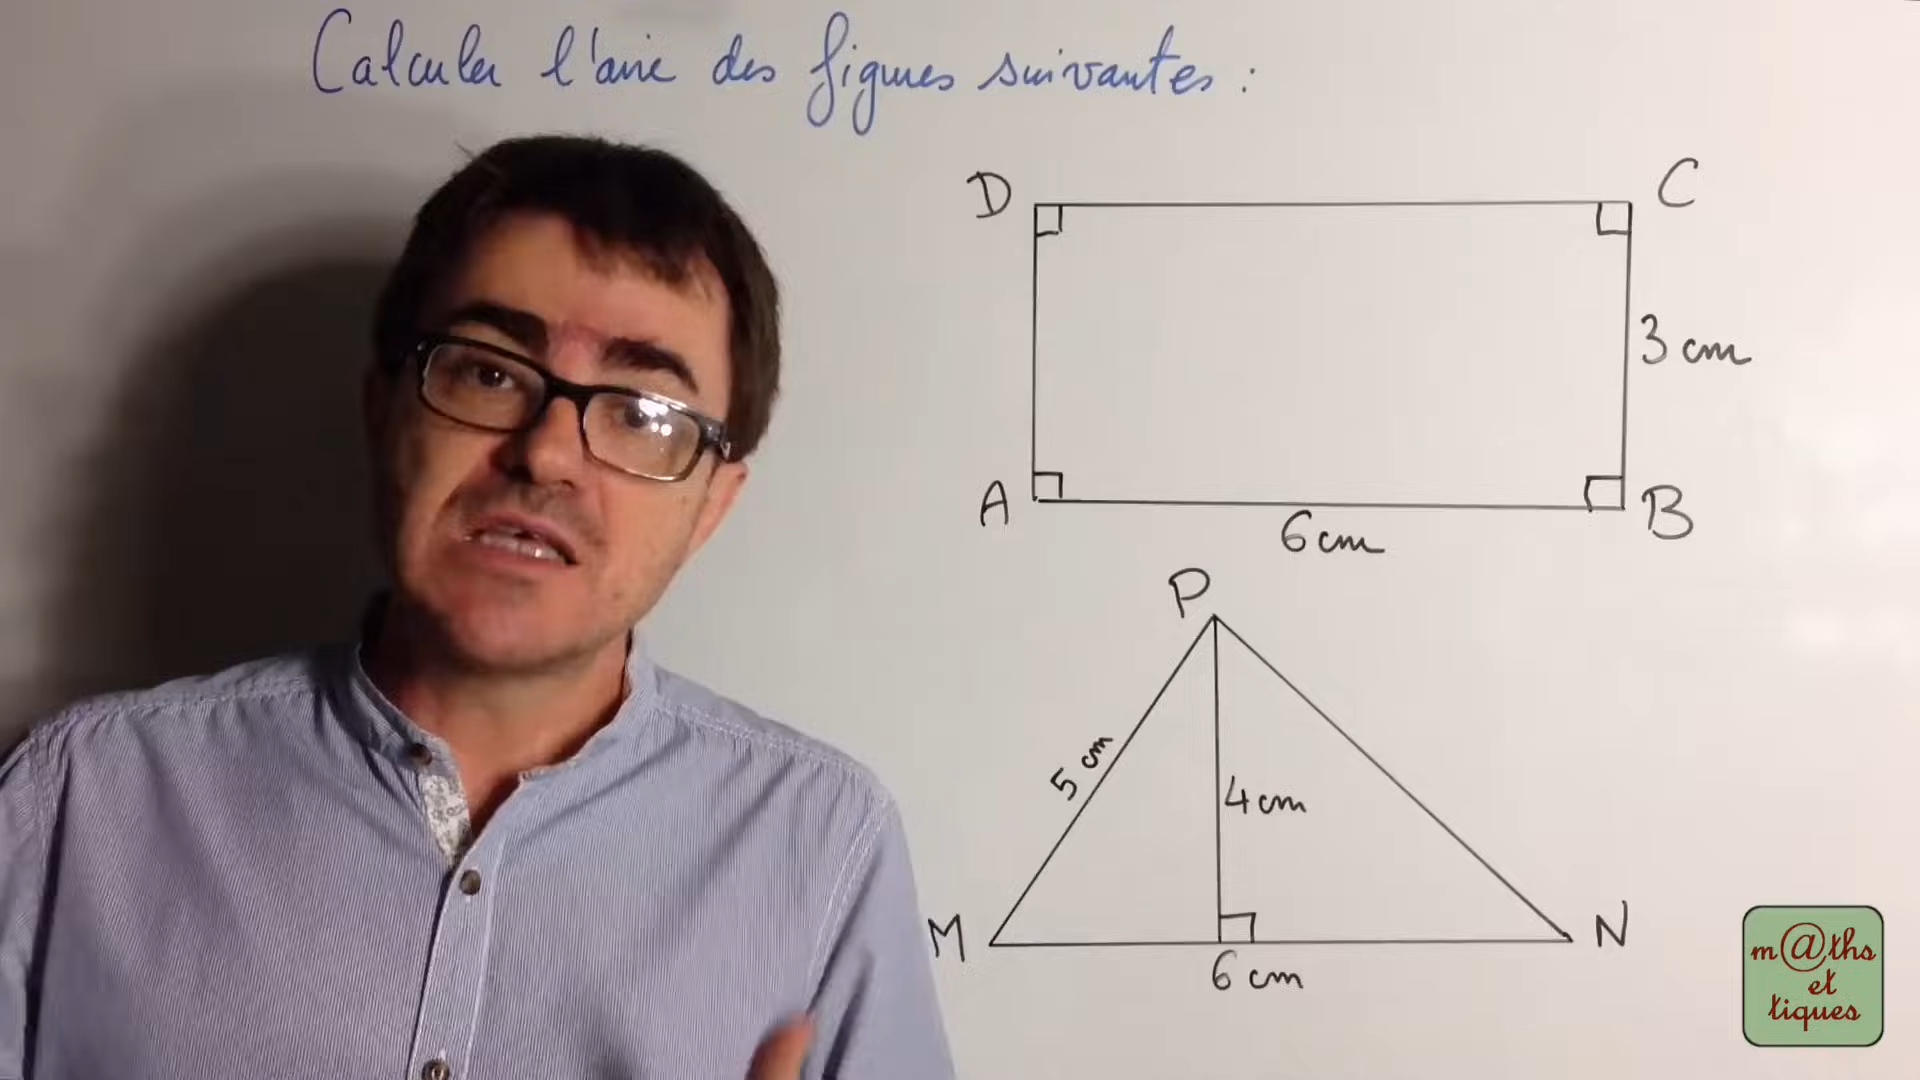 Calculer l'aire des figures suivantes :
D
C
3 cm
A
B
6 cm
P
5 cm
4 cm
M
N
6 cm
m@ths
et
tiques